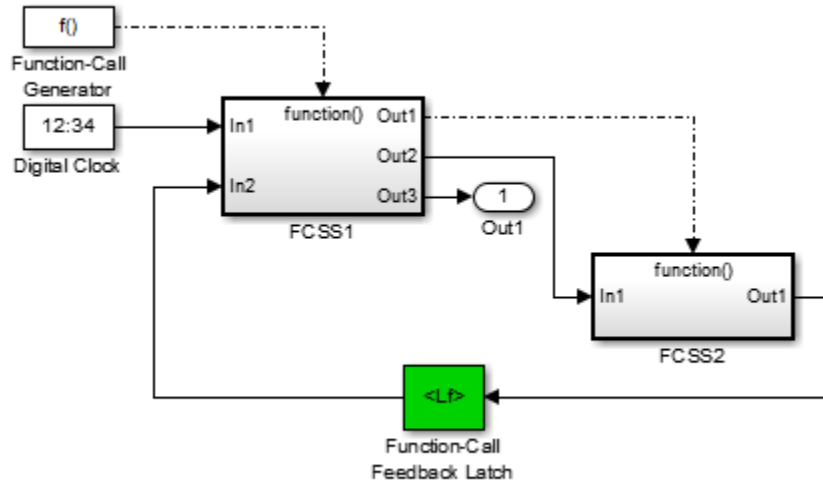 f()
Function-Call
Generator
12:34
Digital Clock
function()
In1
In2
Out1
Out2
Out3
FCSS1
1
Out1
function()
In1
Out1
FCSS2
<Lf>
Function-Call
Feedback Latch